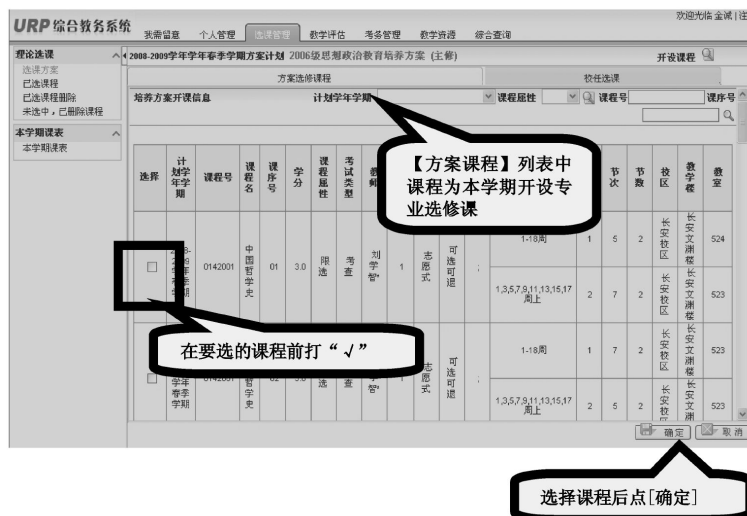 欢迎光临 金诚|注
URP 综合教务系统
我需留意 个人管理 选课管理 教学评估 考务管理 教学资源 综合查询
理论选课
选课方案
已选课程
已选课程删除
未选中，已删除课程
本学期课表
本学期课表
2008-2009学年学年春季学期方案计划 2006级思想政治教育培养方案（主修） 开设课程
方案选修课程 校任选课
培养方案开课信息 计划学年学期 课程属性 课程号 课序号
选择 计划学年学期 课程号 课程名 课序号 学分 课程属性 考试类型 教师 节次 节数 校区 教学楼 教室
【方案课程】列表中
课程为本学期开设专
业选修课
学年春季学期 0142001 中国哲学史 01 3.0 限选 考查 刘学智* 1 志愿式 可选可退 ; 1-18周 1 5 2 长安校区 长安文渊楼 524
1,3,5,7,9,11,13,15,17周上 2 7 2 长安校区 长安文渊楼 523
在要选的课程前打“√”
学年春季学期 0142001 哲学史 02 3.0 选 查 智* 1 志愿式 可选可退 ; 1-18周 1 7 2 长安校区 长安文渊楼 523
1,3,5,7,9,11,13,15,17周上 2 5 2 长安校 长安文渊 523
确定 取消
选择课程后点[确定]